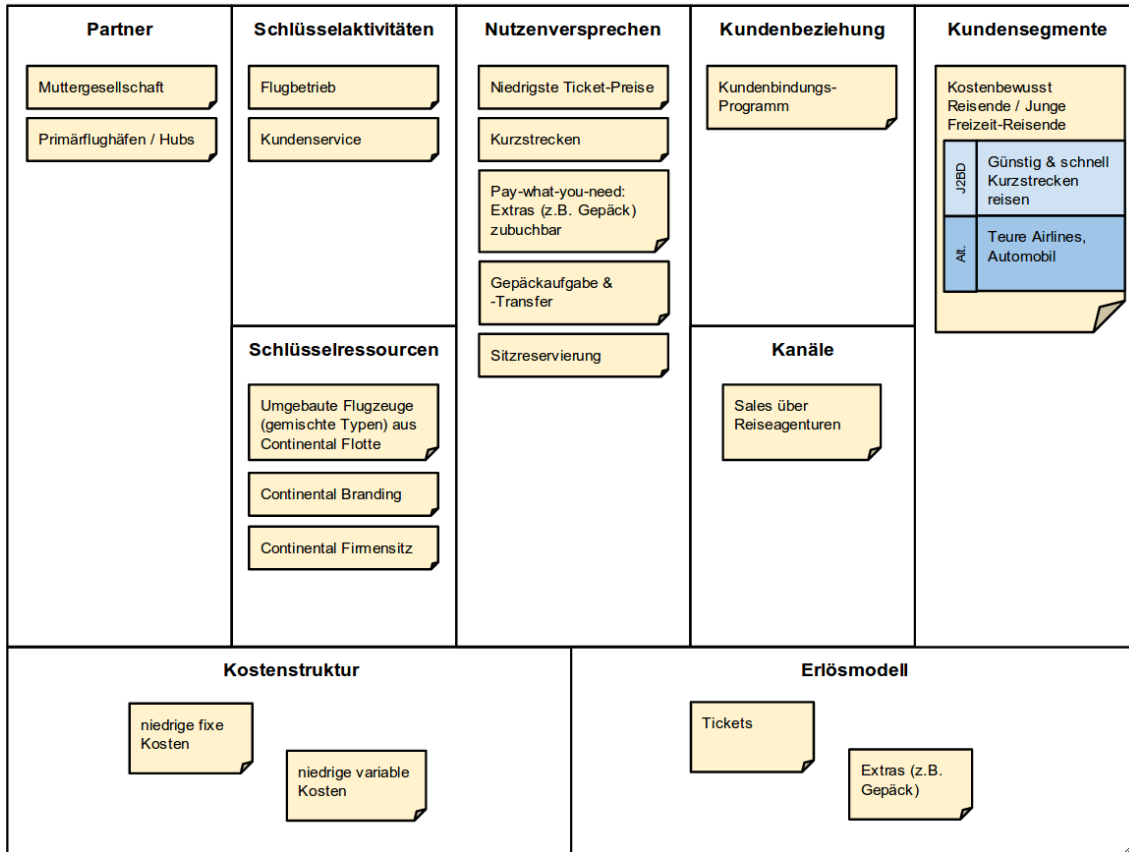 Partner
Muttergesellschaft
Primärflughäfen / Hubs
Schlüsselaktivitäten
Flugbetrieb
Kundenservice
Schlüsselressourcen
Umgebaute Flugzeuge
(gemischte Typen) aus
Continental Flotte
Continental Branding
Continental Firmensitz
Nutzenversprechen
Niedrigste Ticket-Preise
Kurzstrecken
Pay-what-you-need:
Extras (z.B. Gepäck)
zubuchbar
Gepäckaufgabe &
-Transfer
Sitzreservierung
Kundenbeziehung
Kundenbindungs-
Programm
Kanäle
Sales über
Reiseagenturen
Kundensegmente
Kostenbewusst
Reisende / Junge
Freizeit-Reisende
J2BD
Günstig & schnell
Kurzstrecken
reisen
Alt.
Teure Airlines,
Automobil
Kostenstruktur
niedrige fixe
Kosten
niedrige variable
Kosten
Erlösmodell
Tickets
Extras (z.B.
Gepäck)